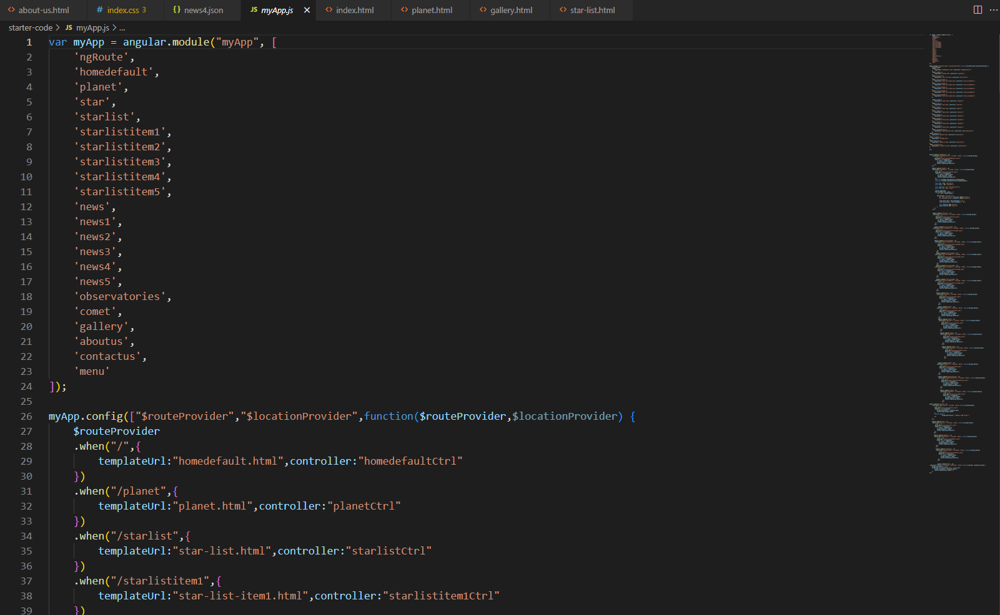 about-us.html # index.css 3 {} news4.json JS myApp.js × index.html planet.html gallery.html star-list.html ...
starter-code > JS myApp.js > ...
1 var myApp = angular.module("myApp", [
2 'ngRoute',
3 'homedefault',
4 'planet',
5 'star',
6 'starlist',
7 'starlistitem1',
8 'starlistitem2',
9 'starlistitem3',
10 'starlistitem4',
11 'starlistitem5',
12 'news',
13 'news1',
14 'news2',
15 'news3',
16 'news4',
17 'news5',
18 'observatories',
19 'comet',
20 'gallery',
21 'aboutus',
22 'contactus',
23 'menu'
24 ]);
25
26 myApp.config(["$routeProvider","$locationProvider",function($routeProvider,$locationProvider) {
27 $routeProvider
28 .when("/",{
29 templateUrl:"homedefault.html",controller:"homedefaultCtrl"
30 })
31 .when("/planet",{
32 templateUrl:"planet.html",controller:"planetCtrl"
33 })
34 .when("/starlist",{
35 templateUrl:"star-list.html",controller:"starlistCtrl"
36 })
37 .when("/starlistitem1",{
38 templateUrl:"star-list-item1.html",controller:"starlistitem1Ctrl"
39 })